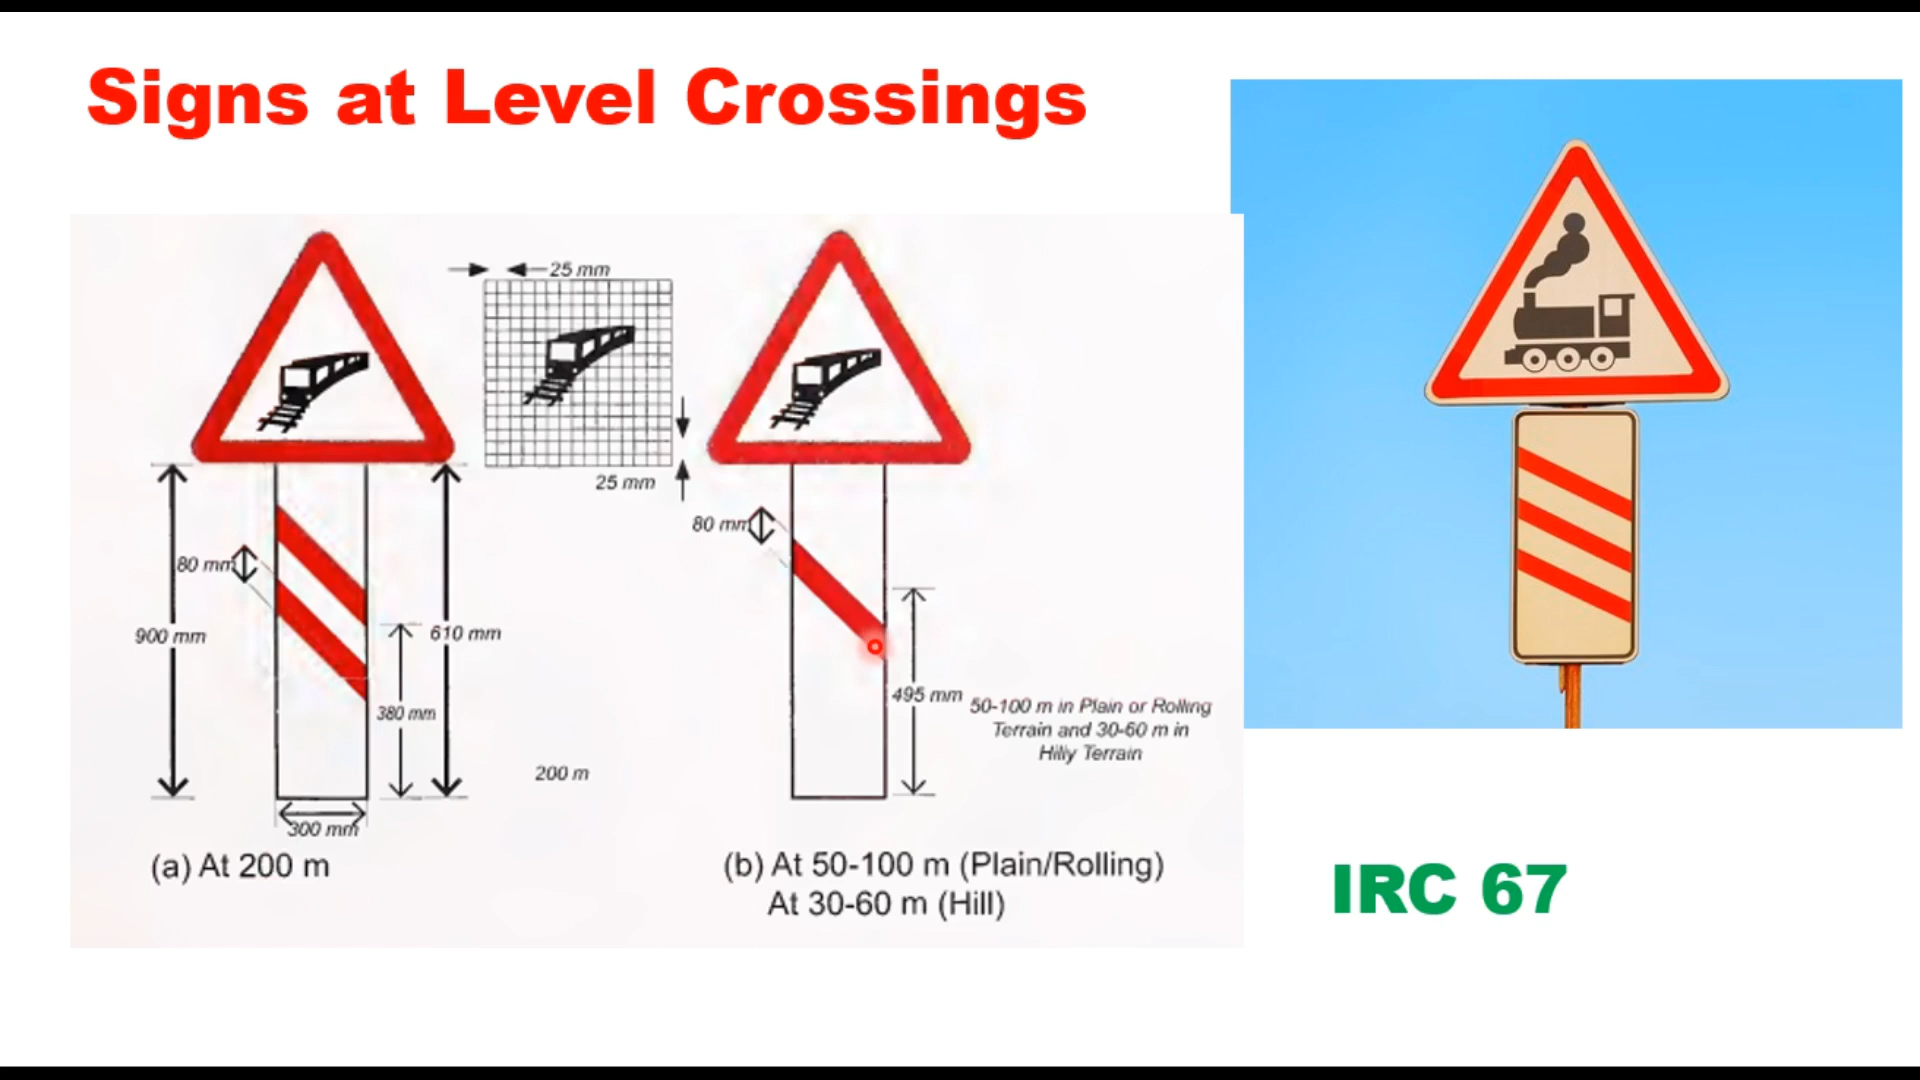 Signs at Level Crossings
25 mm
25 mm
80 mm
80 mm
900 mm
610 mm
495 mm
380 mm
50-100 m in Plain or Rolling
Terrain and 30-60 m in
Hilly Terrain
200 m
300 mm
(a) At 200 m
(b) At 50-100 m (Plain/Rolling)
At 30-60 m (Hill)
IRC 67